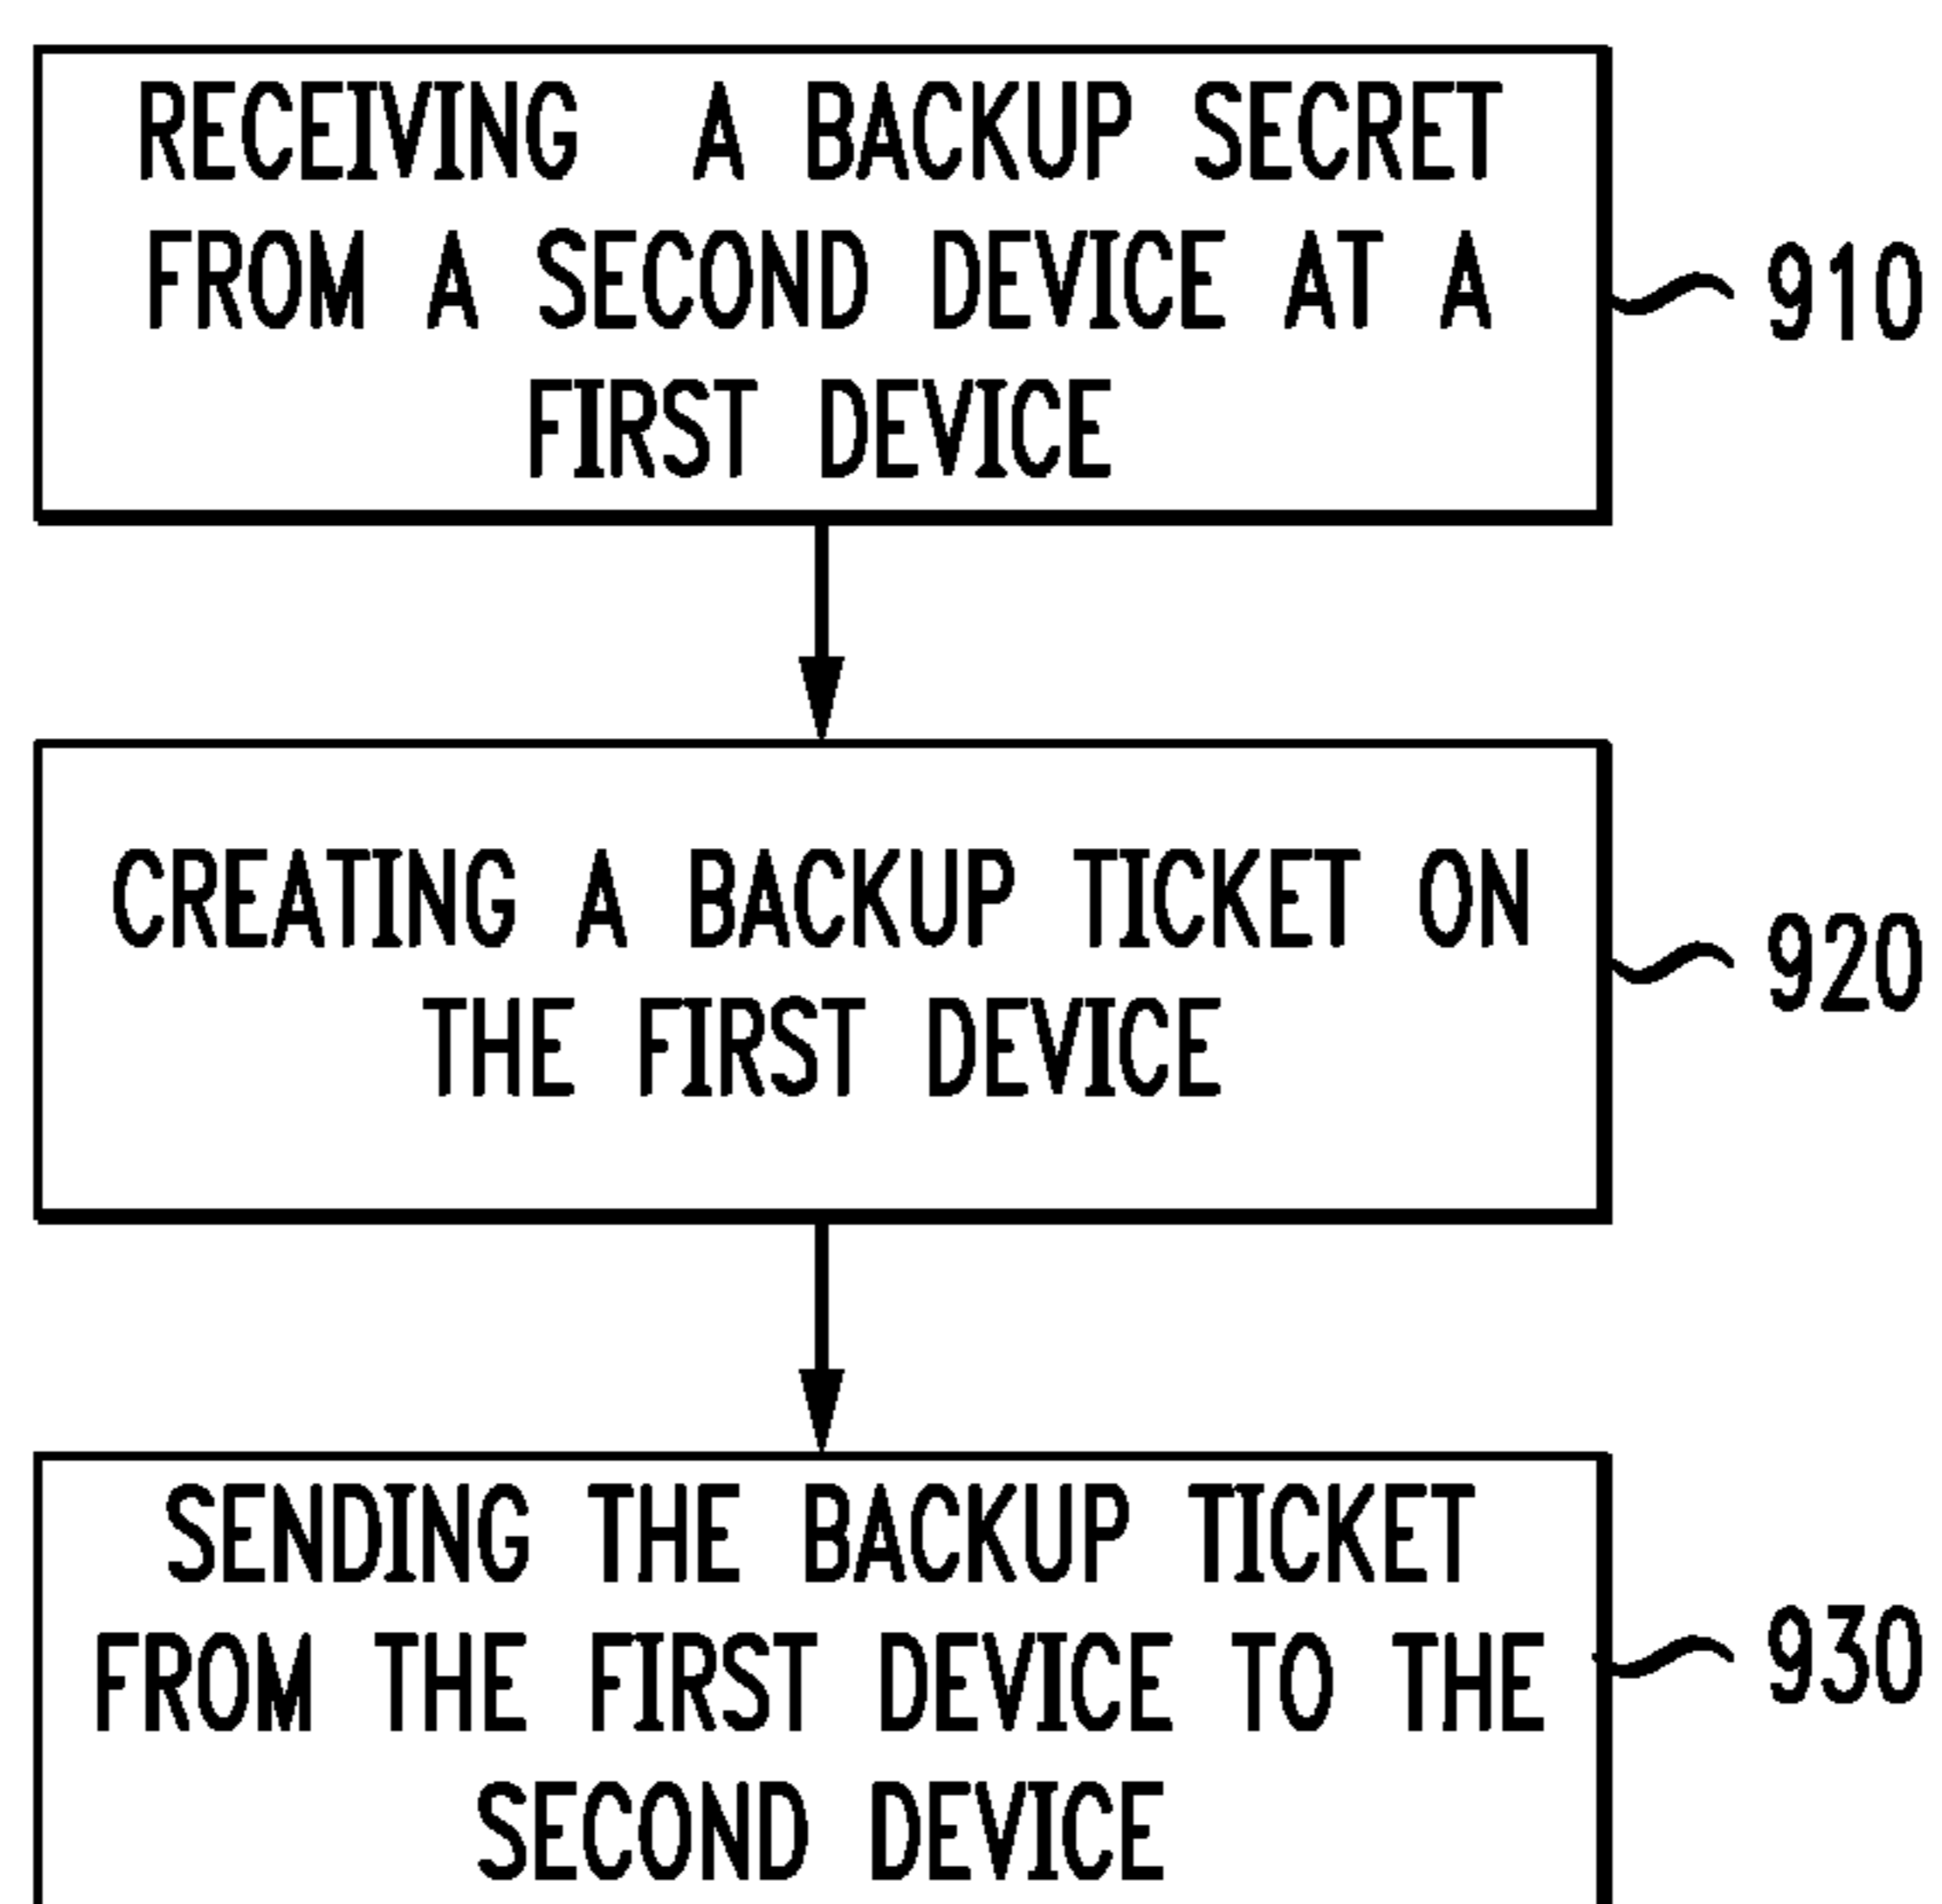 RECEIVING A BACKUP SECRET
FROM A SECOND DEVICE AT A
FIRST DEVICE
910
CREATING A BACKUP TICKET ON
THE FIRST DEVICE
920
SENDING THE BACKUP TICKET
FROM THE FIRST DEVICE TO THE
SECOND DEVICE
930